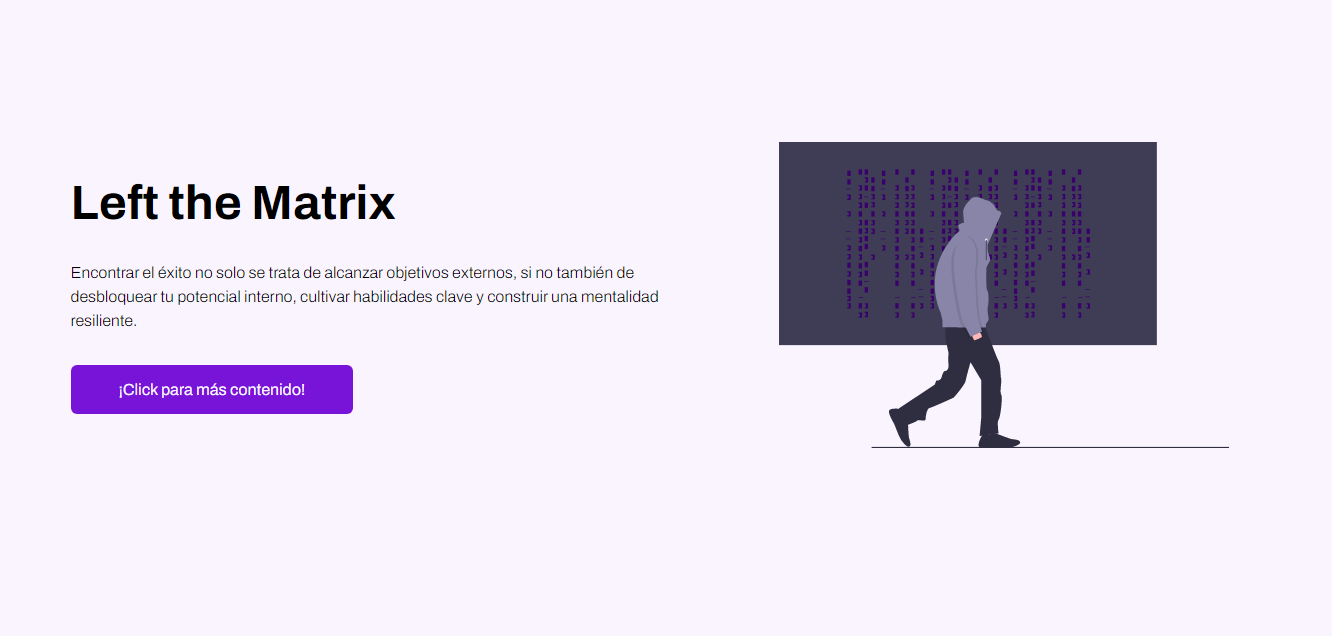 Left the Matrix
Encontrar el éxito no solo se trata de alcanzar objetivos externos, si no también de
desbloquear tu potencial interno, cultivar habilidades clave y construir una mentalidad
resiliente.
¡Click para más contenido!